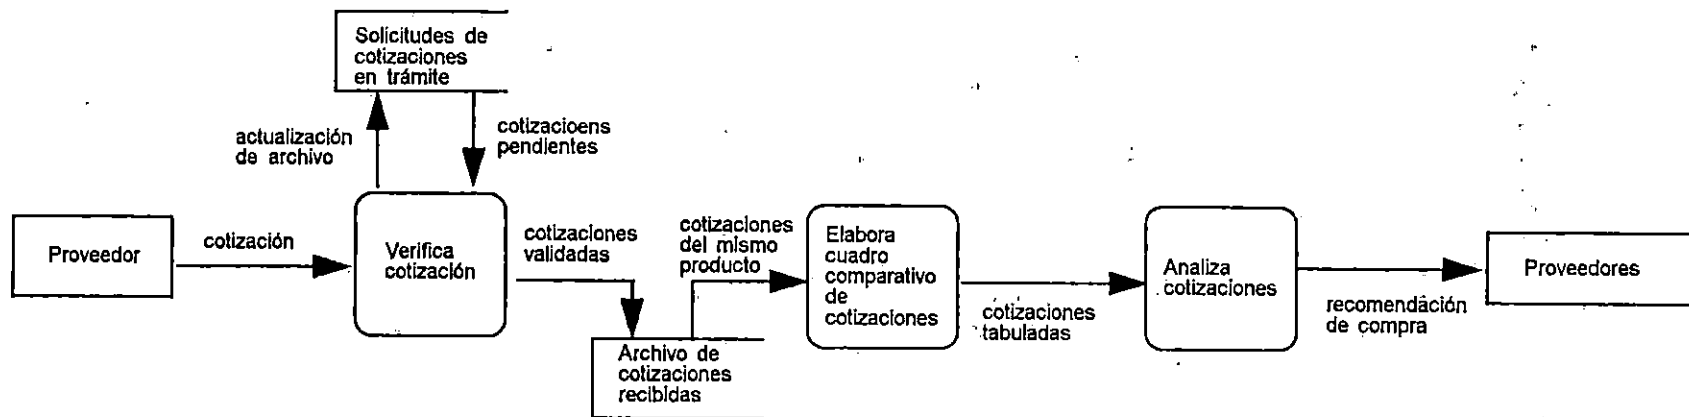 Solicitudes de
cotizaciones
en trámite
actualización
de archivo
cotizacioens
pendientes
Proveedor
cotización
Verifica
cotización
cotizaciones
validadas
Archivo de
cotizaciones
recibidas
cotizaciones
del mismo
producto
Elabora
cuadro
comparativo
de
cotizaciones
cotizaciones
tabuladas
Analiza
cotizaciones
recomendación
de compra
Proveedores